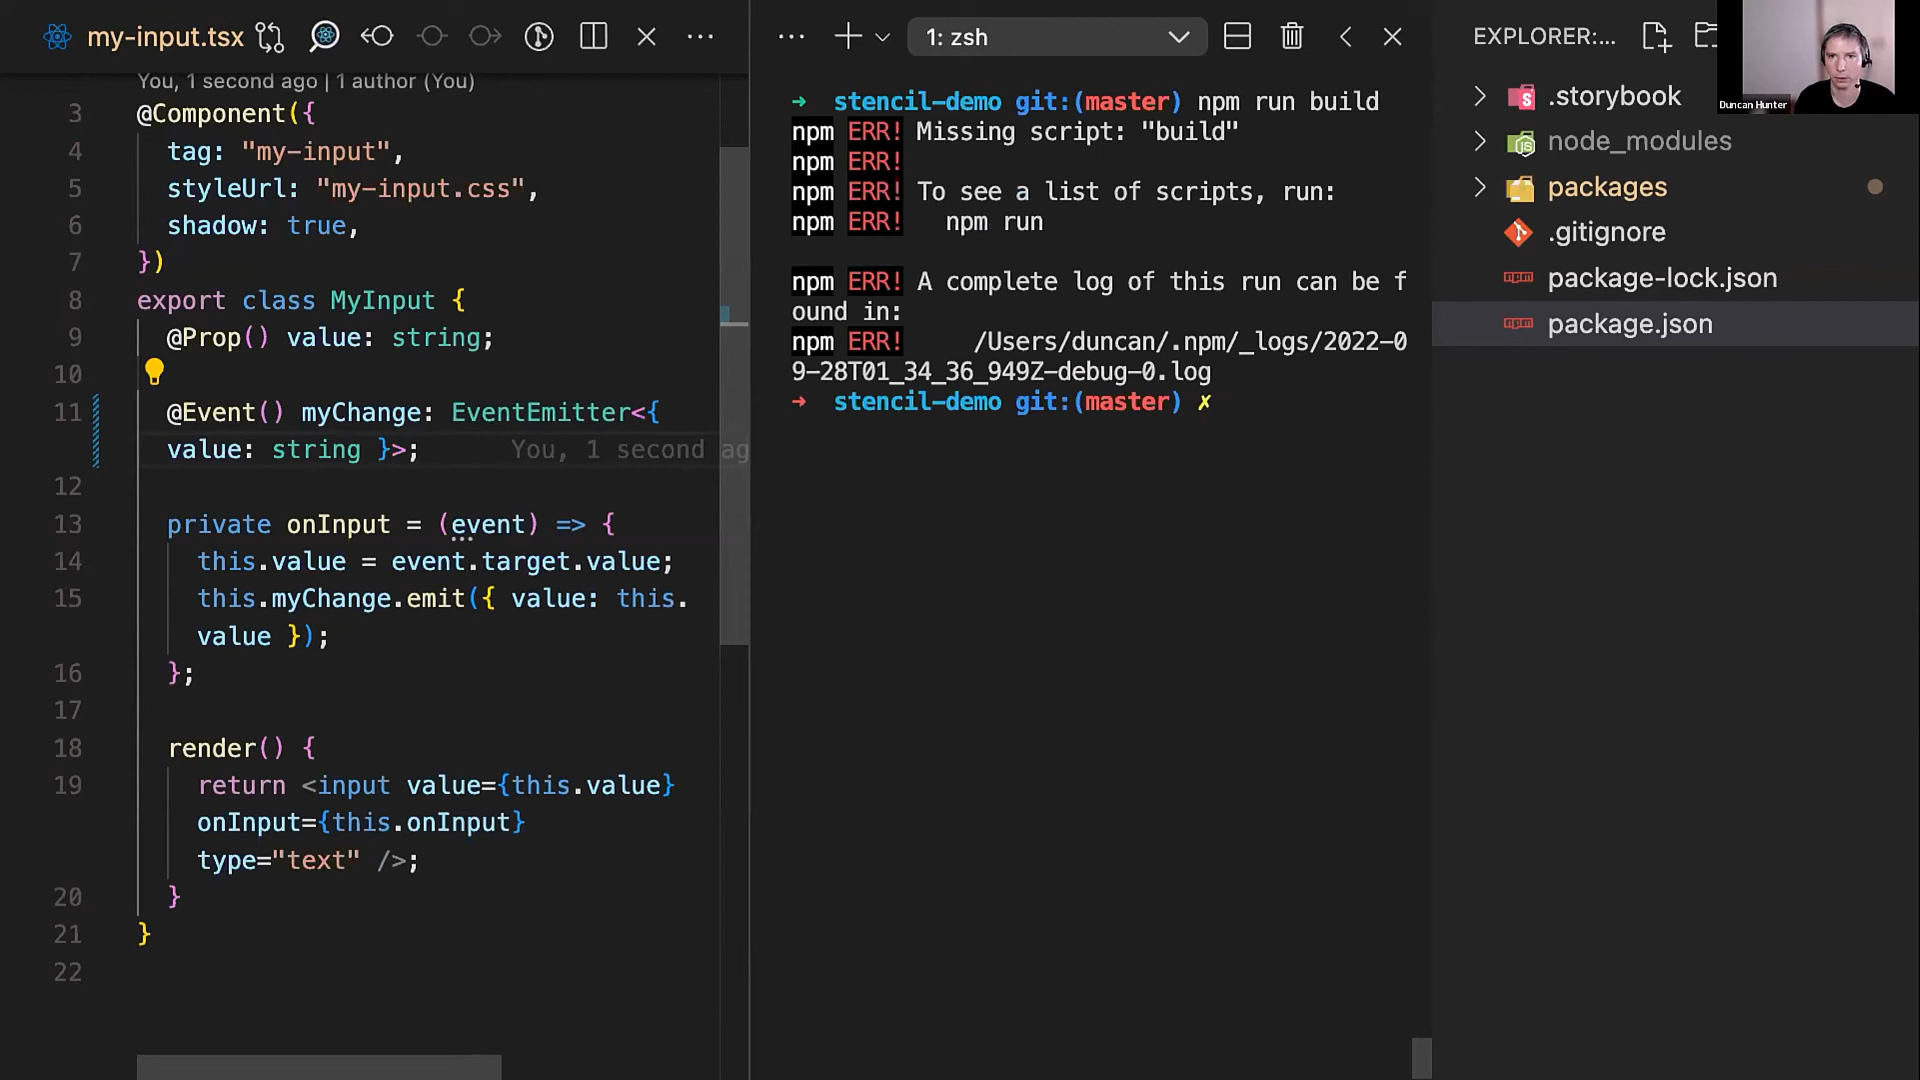 my-input.tsx
You, 1 second ago | 1 author (You)
3 @Component({
4 tag: "my-input",
5 styleUrl: "my-input.css",
6 shadow: true,
7 })
8 export class MyInput {
9 @Prop() value: string;
10
11 @Event() myChange: EventEmitter<{
value: string }>; You, 1 second ag
12
13 private onInput = (event) => {
14 this.value = event.target.value;
15 this.myChange.emit({ value: this.
value });
16 };
17
18 render() {
19 return <input value={this.value}
onInput={this.onInput}
type="text" />;
20 }
21 }
22
1: zsh
➜ stencil-demo git:(master) npm run build
npm ERR! Missing script: "build"
npm ERR!
npm ERR! To see a list of scripts, run:
npm ERR! npm run
npm ERR! A complete log of this run can be f
ound in:
npm ERR! /Users/duncan/.npm/_logs/2022-0
9-28T01_34_36_949Z-debug-0.log
➜ stencil-demo git:(master) ✗
EXPLORER:...
.storybook
node_modules
packages
.gitignore
package-lock.json
package.json
Duncan Hunter